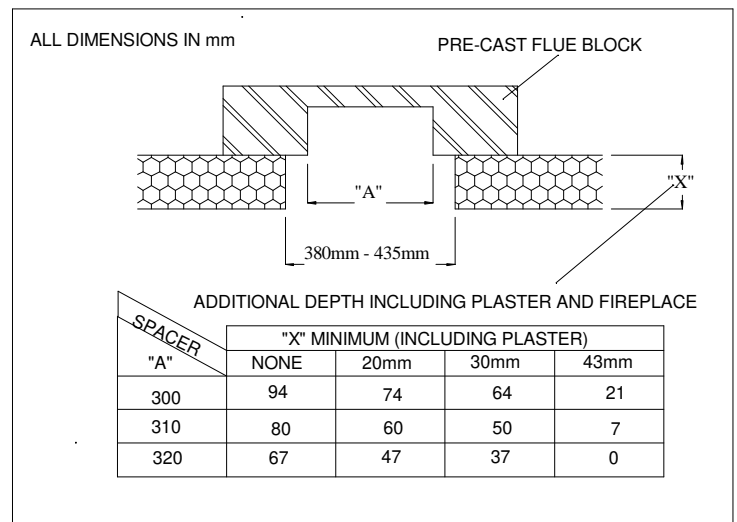 ALL DIMENSIONS IN mm
PRE-CAST FLUE BLOCK
"A"
"X"
380mm - 435mm
ADDITIONAL DEPTH INCLUDING PLASTER AND FIREPLACE
SPACER
"X" MINIMUM (INCLUDING PLASTER)
"A" NONE 20mm 30mm 43mm
300 94 74 64 21
310 80 60 50 7
320 67 47 37 0